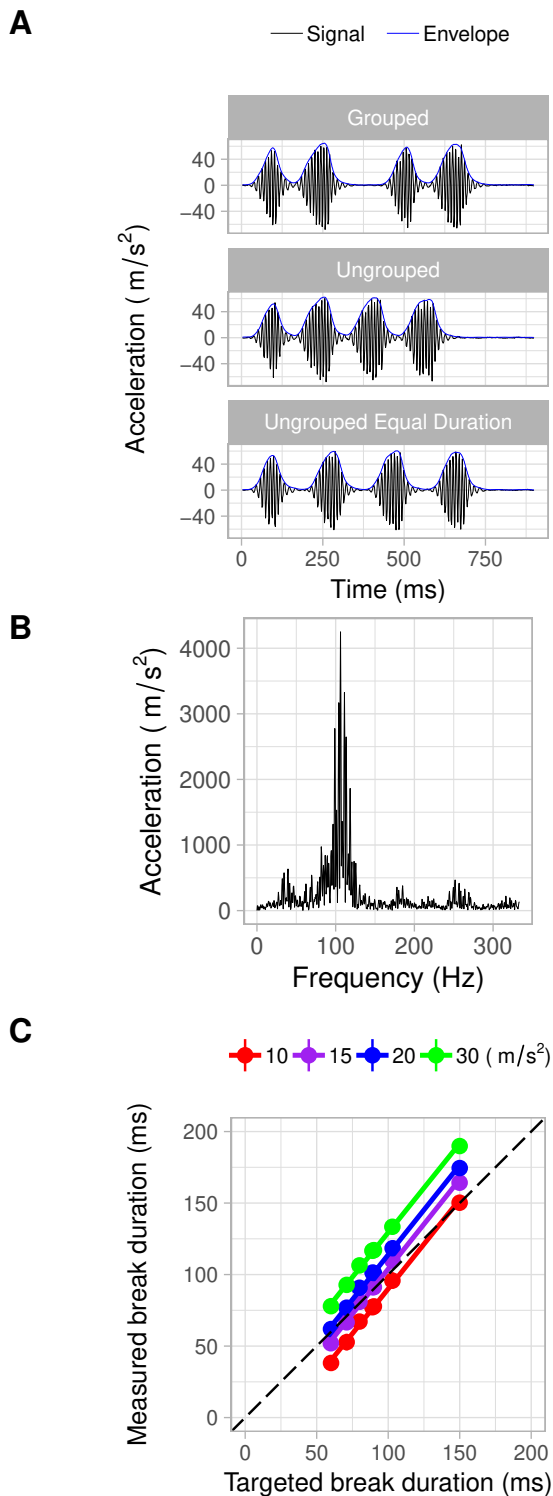 A
Signal Envelope
Grouped
40
0
−40
Ungrouped
40
0
−40
Ungrouped Equal Duration
40
0
−40
Acceleration ( m/s²)
0 250 500 750
Time (ms)
B
4000
3000
2000
1000
0
Acceleration ( m/s²)
0 100 200 300
Frequency (Hz)
C
10 15 20 30 ( m/s²)
200
150
100
50
0
Measured break duration (ms)
0 50 100 150 200
Targeted break duration (ms)